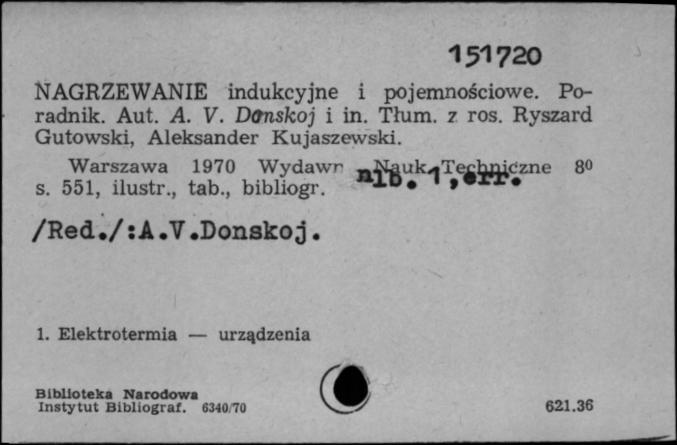 151720
NAGRZEWANIE indukcyjne i pojemnościowe. Po-
radnik. Aut. A. V. Donskoj i in. Tłum. z ros. Ryszard
Gutowski, Aleksander Kujaszewski.
Warszawa 1970 Wydawn Nauk. Techniczne 8⁰
s. 551, ilustr., tab., bibliogr. nlb. 1, err.
/Red./:A.V.Donskoj.
1. Elektrotermia — urządzenia
Biblioteka Narodowa
Instytut Bibliograf. 6340/70 621.36